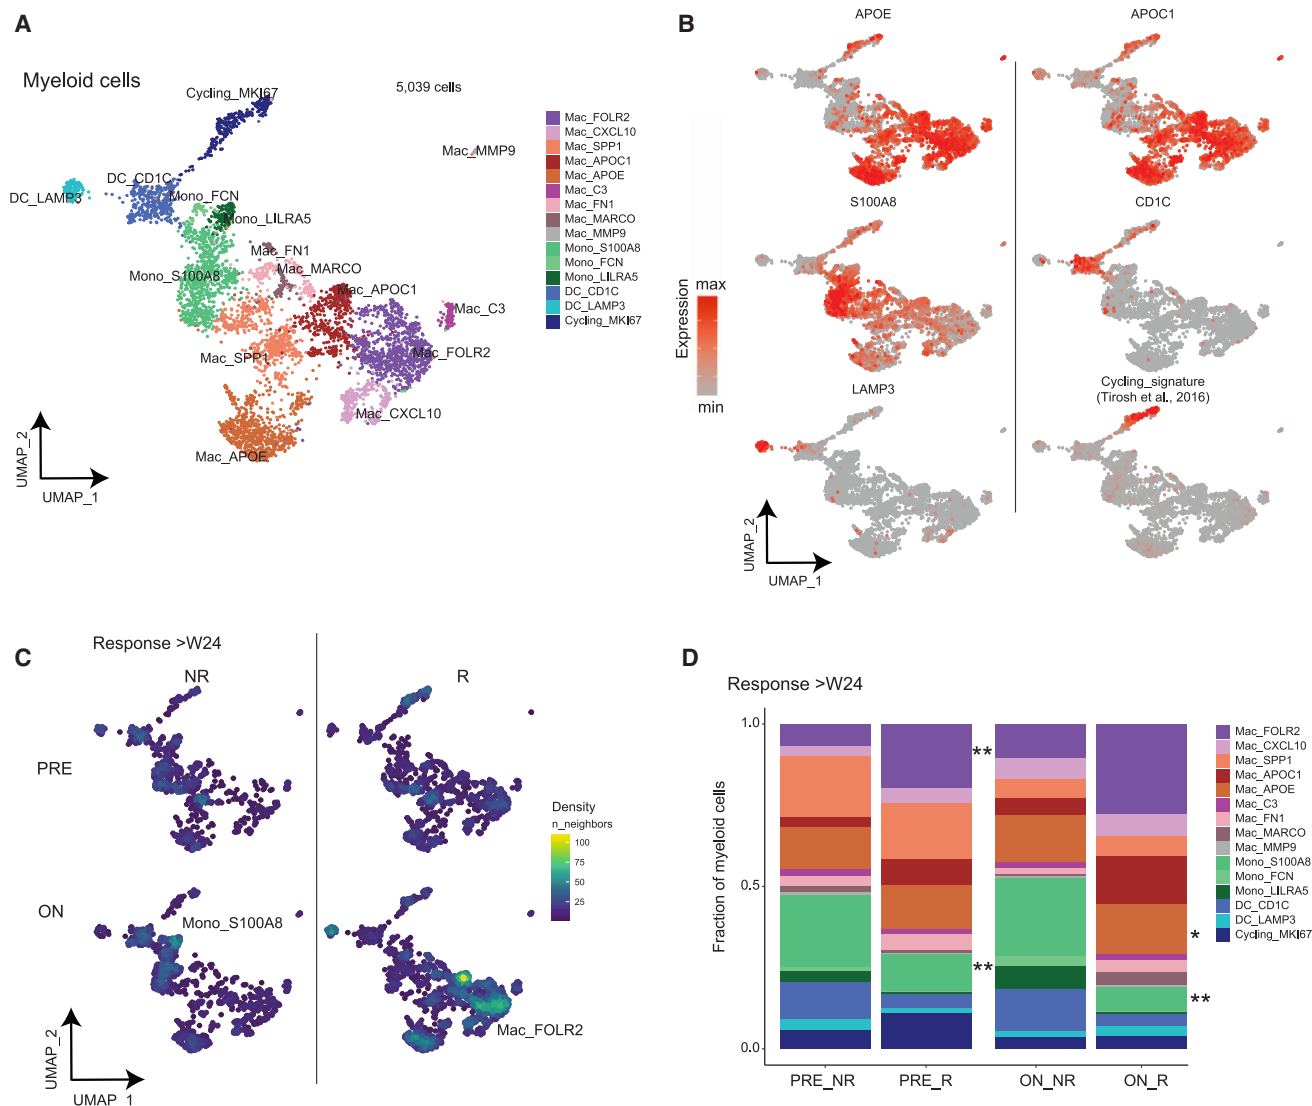 A
Myeloid cells
5,039 cells
Cycling_MKI67
Mac_MMP9
DC_CD1C
DC_LAMP3
Mono_FCN
Mono_LILRA5
Mac_FN1
Mono_S100A8
Mac_MARCO
Mac_APOC1
Mac_C3
Mac_SPP1
Mac_FOLR2
Mac_CXCL10
Mac_APOE
UMAP_2
UMAP_1
Mac_FOLR2
Mac_CXCL10
Mac_SPP1
Mac_APOC1
Mac_APOE
Mac_C3
Mac_FN1
Mac_MARCO
Mac_MMP9
Mono_S100A8
Mono_FCN
Mono_LILRA5
DC_CD1C
DC_LAMP3
Cycling_MKI67
B
APOE
APOC1
S100A8
CD1C
LAMP3
Cycling_signature
(Tirosh et al., 2016)
Expression
max
min
UMAP_2
UMAP_1
C
Response >W24
NR
R
PRE
ON
Mono_S100A8
Mac_FOLR2
Density
n_neighbors
100
75
50
25
UMAP_2
UMAP_1
D
Response >W24
Fraction of myeloid cells
1.0
0.5
0.0
**
**
*
**
PRE_NR
PRE_R
ON_NR
ON_R
Mac_FOLR2
Mac_CXCL10
Mac_SPP1
Mac_APOC1
Mac_APOE
Mac_C3
Mac_FN1
Mac_MARCO
Mac_MMP9
Mono_S100A8
Mono_FCN
Mono_LILRA5
DC_CD1C
DC_LAMP3
Cycling_MKI67